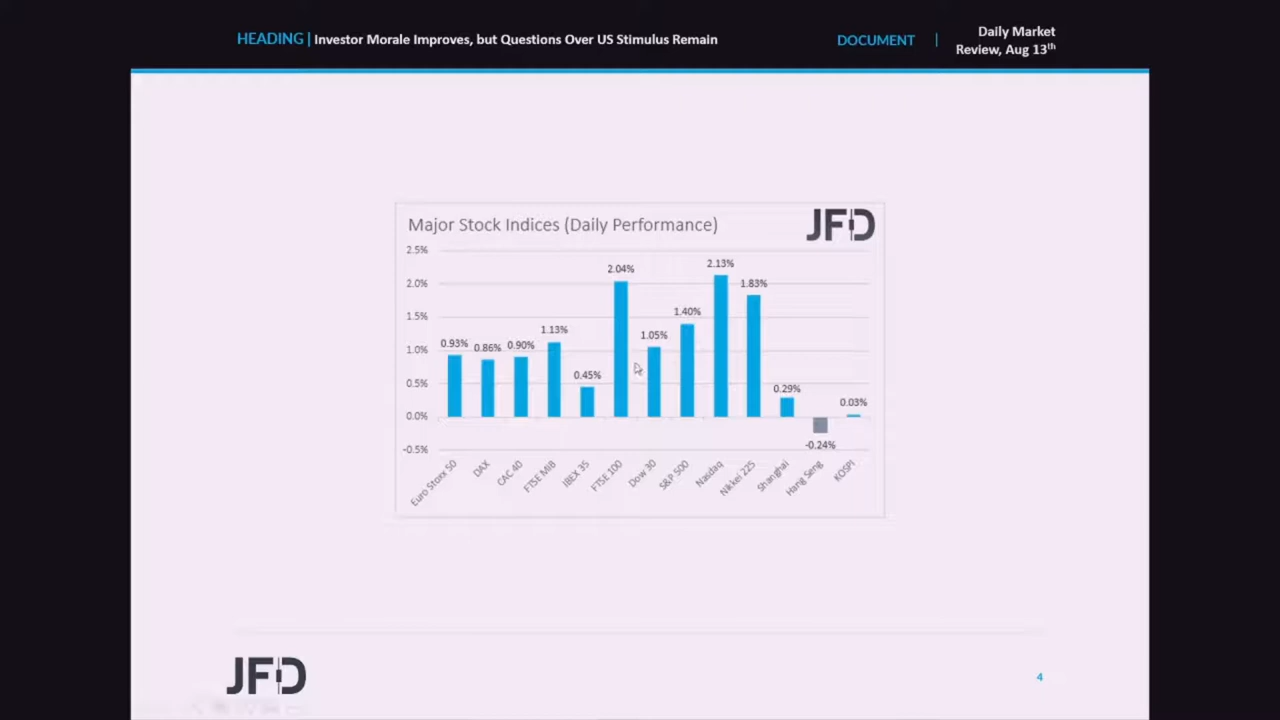 HEADING | Investor Morale Improves, but Questions Over US Stimulus Remain
DOCUMENT |
Daily Market
Review, Aug 13th
Major Stock Indices (Daily Performance)
JFD
2.5%
2.0%
1.5%
1.0%
0.5%
0.0%
-0.5%
0.93%
0.86%
0.90%
1.13%
0.45%
2.04%
1.05%
1.40%
2.13%
1.83%
0.29%
-0.24%
0.03%
Euro Stoxx 50
DAX
CAC 40
FTSE MIB
IBEX 35
FTSE 100
Dow 30
S&P 500
Nasdaq
Nikkei 225
Shanghai
Hang Seng
KOSPI
JFD
4